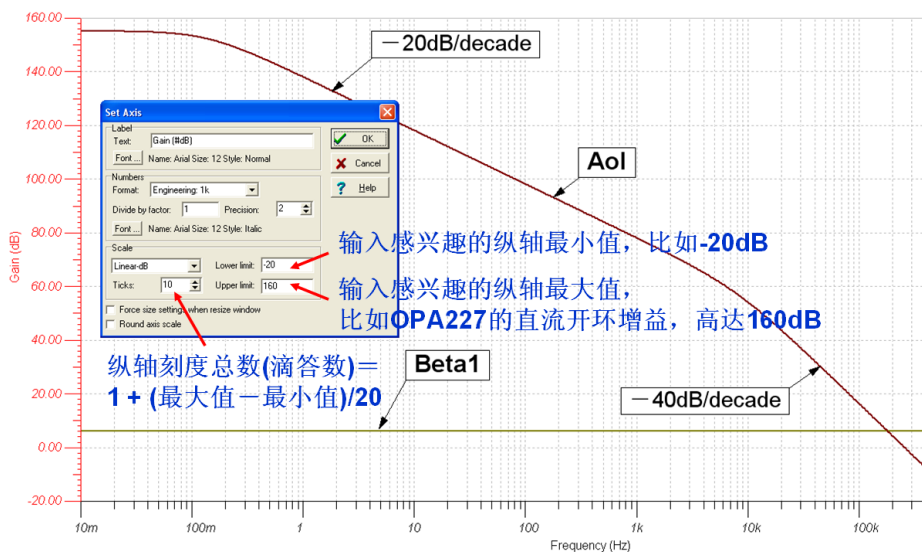 160.00
140.00
120.00
100.00
80.00
60.00
40.00
20.00
0.00
-20.00
Gain (dB)
－20dB/decade
Aol
Set Axis
Label
Text:
Gain (#dB)
Font ...
Name: Arial Size: 12 Style: Normal
OK
Cancel
Help
Numbers
Format:
Engineering: 1k
Divide by factor:
1
Precision:
2
Font ...
Name: Arial Size: 12 Style: Italic
Scale
Linear-dB
Lower limit:
-20
Ticks:
10
Upper limit:
160
Force size settings when resize window
Round axis scale
输入感兴趣的纵轴最小值，比如-20dB
输入感兴趣的纵轴最大值，
比如OPA227的直流开环增益，高达160dB
纵轴刻度总数(滴答数)＝
1 + (最大值－最小值)/20
Beta1
－40dB/decade
10m
100m
1
10
100
1k
10k
100k
Frequency (Hz)